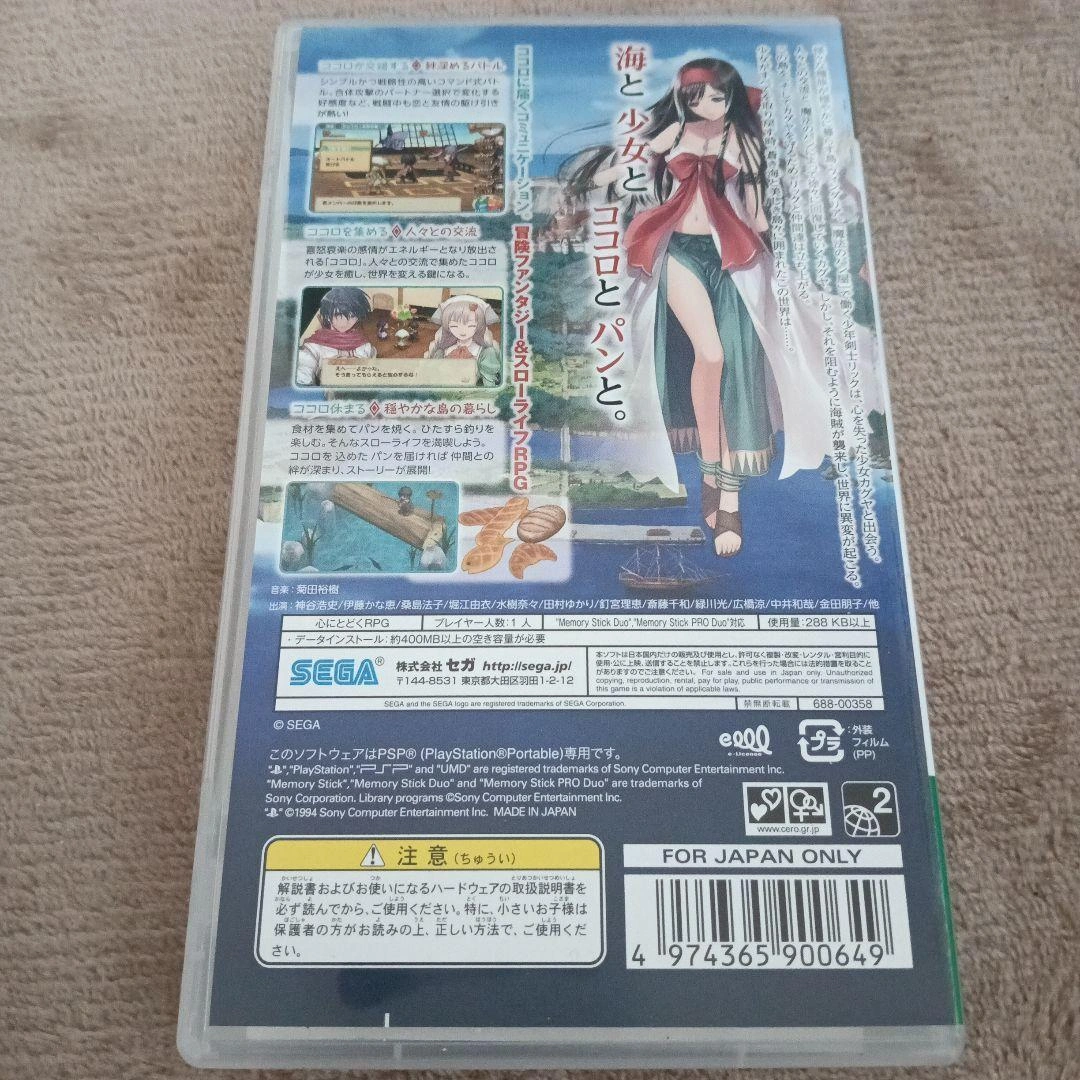 海と 少女と ココロと パンと。
ココロに届くコミュニケーション。
冒険ファンタジー&スローライフRPG
ココロが交錯する◆絆深めるバトル
シンプルかつ戦略性の高いコマンド式バト
ル。合体攻撃のパートナー選択で変化する
好感度など、戦闘中も恋と友情の駆け引き
が熱い!
ココロを集める◆人々との交流
喜怒哀楽の感情がエネルギーとなり放出さ
れる「ココロ」。人々との交流で集めたココロ
が少女を癒し、世界を変える鍵になる。
ココロ休まる◆穏やかな島の暮らし
食材を集めてパンを焼く。ひたすら釣りを
楽しむ。そんなスローライフを満喫しよう。
ココロを 込めた パンを届ければ 仲間との
絆が深まり、ストーリーが展開!
働く少年剣士リックは、心を失った少女カグヤと出会う。
しかし、それを阻むように海賊が襲来し、世界に異変が起こる。
リックと仲間達は立ち上がる。
囲まれたこの世界は……。
音楽:菊田裕樹
出演:神谷浩史/伊藤かな恵/桑島法子/堀江由衣/水樹奈々/田村ゆかり/釘宮理恵/斎藤千和/緑川光/広橋涼/中井和哉/金田朋子/他
心にとどくRPG プレイヤー人数:1人 "Memory Stick Duo","Memory Stick PRO Duo"対応 使用量:288 KB以上
・データインストール:約400MB以上の空き容量が必要
SEGA® 株式会社 セガ http://sega.jp/
〒144-8531 東京都大田区羽田1-2-12
本ソフトは日本国内だけの販売及び使用とし、許可なく複製・改変・レンタル・営利目的に
使用・公に上映、送信することを禁止します。これらを行った場合には法的措置を取ること
がありますのでご注意ください。 For sale and use in Japan only. Unauthorized
copying, reproduction, rental, pay for play, public performance or transmission of
this game is a violation of applicable laws.
SEGA and the SEGA logo are registered trademarks of SEGA Corporation.
禁無断転載 688-00358
© SEGA
このソフトウェアはPSP® (PlayStation®Portable)専用です。
"PS","PlayStation","PSP" and "UMD" are registered trademarks of Sony Computer Entertainment Inc.
"Memory Stick","Memory Stick Duo" and "Memory Stick PRO Duo" are trademarks of
Sony Corporation. Library programs ©Sony Computer Entertainment Inc.
"PS" ©1994 Sony Computer Entertainment Inc. MADE IN JAPAN
e-License
プラ
:外装
フィルム
(PP)
www.cero.gr.jp
2
注意(ちゅうい)
解説書およびお使いになるハードウェアの取扱説明書を
必ず読んでから、ご使用ください。特に、小さいお子様は
保護者の方がお読みの上、正しい方法で、ご使用くだ
さい。
FOR JAPAN ONLY
4 974365 900649